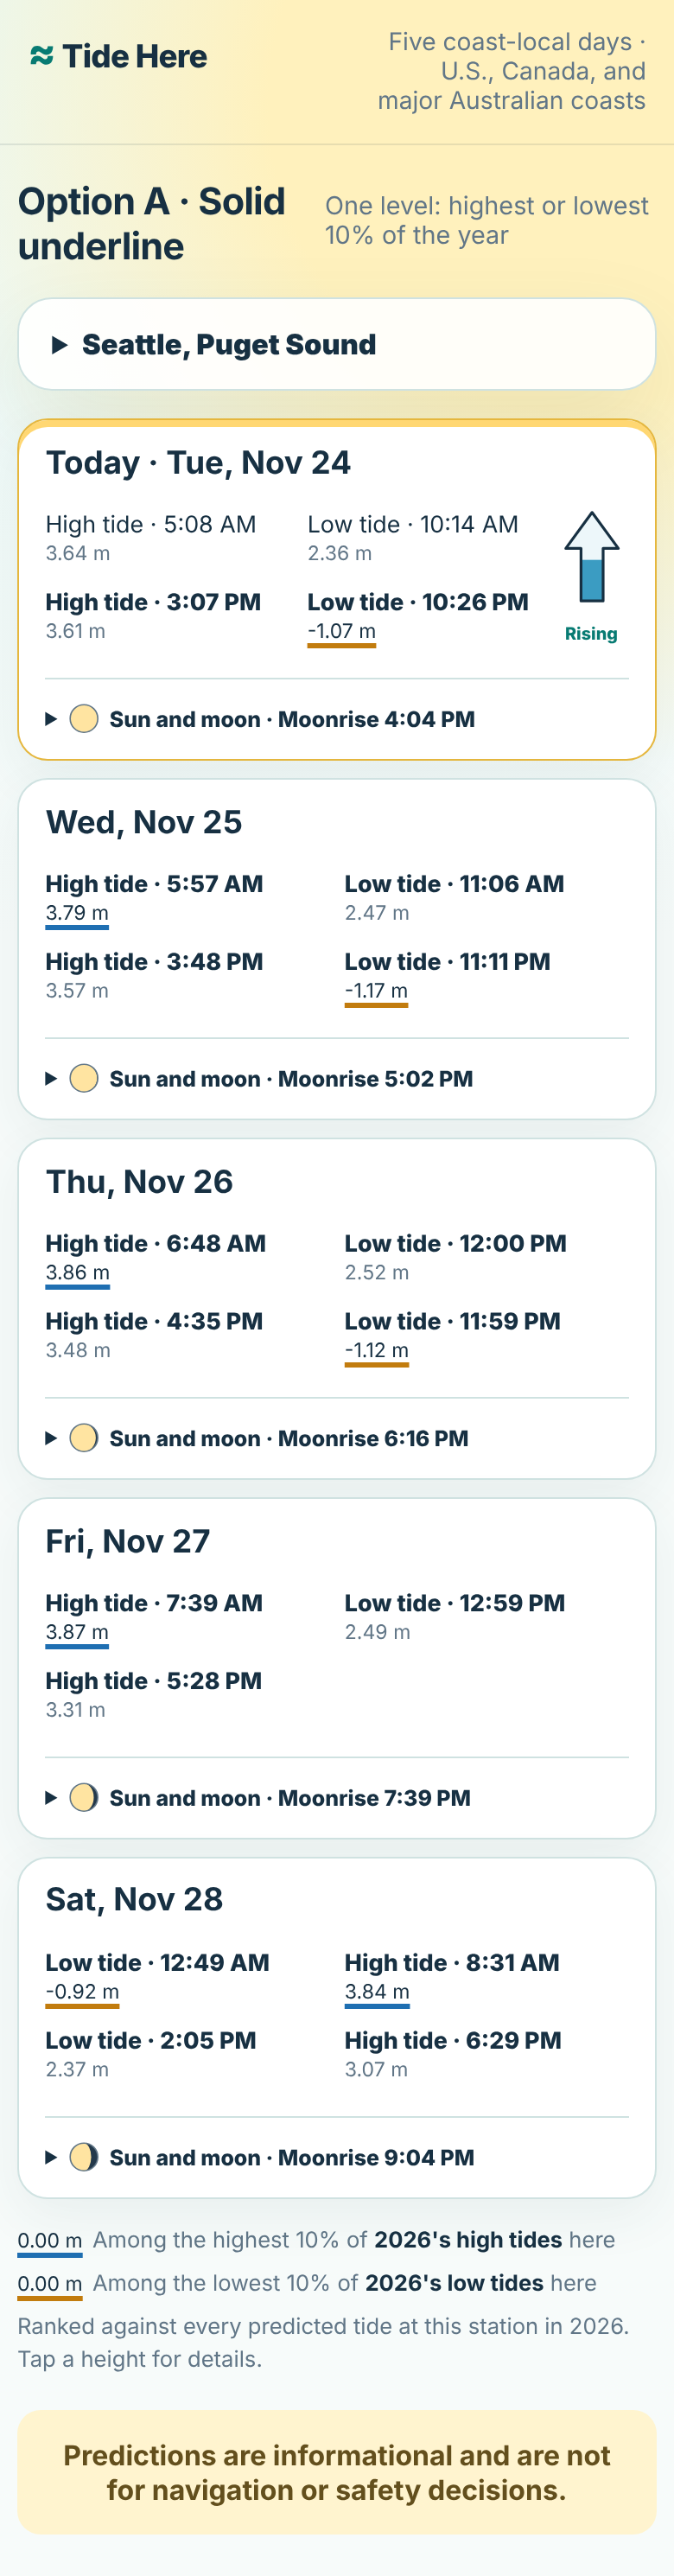 ≈ Tide Here
Five coast-local days ·
U.S., Canada, and
major Australian coasts
Option A · Solid
underline
One level: highest or lowest
10% of the year
▶ Seattle, Puget Sound
Today · Tue, Nov 24
High tide · 5:08 AM
3.64 m
Low tide · 10:14 AM
2.36 m
High tide · 3:07 PM
3.61 m
Low tide · 10:26 PM
-1.07 m
Rising
▶ Sun and moon · Moonrise 4:04 PM
Wed, Nov 25
High tide · 5:57 AM
3.79 m
Low tide · 11:06 AM
2.47 m
High tide · 3:48 PM
3.57 m
Low tide · 11:11 PM
-1.17 m
▶ Sun and moon · Moonrise 5:02 PM
Thu, Nov 26
High tide · 6:48 AM
3.86 m
Low tide · 12:00 PM
2.52 m
High tide · 4:35 PM
3.48 m
Low tide · 11:59 PM
-1.12 m
▶ Sun and moon · Moonrise 6:16 PM
Fri, Nov 27
High tide · 7:39 AM
3.87 m
Low tide · 12:59 PM
2.49 m
High tide · 5:28 PM
3.31 m
▶ Sun and moon · Moonrise 7:39 PM
Sat, Nov 28
Low tide · 12:49 AM
-0.92 m
High tide · 8:31 AM
3.84 m
Low tide · 2:05 PM
2.37 m
High tide · 6:29 PM
3.07 m
▶ Sun and moon · Moonrise 9:04 PM
0.00 m Among the highest 10% of 2026's high tides here
0.00 m Among the lowest 10% of 2026's low tides here
Ranked against every predicted tide at this station in 2026.
Tap a height for details.
Predictions are informational and are not
for navigation or safety decisions.